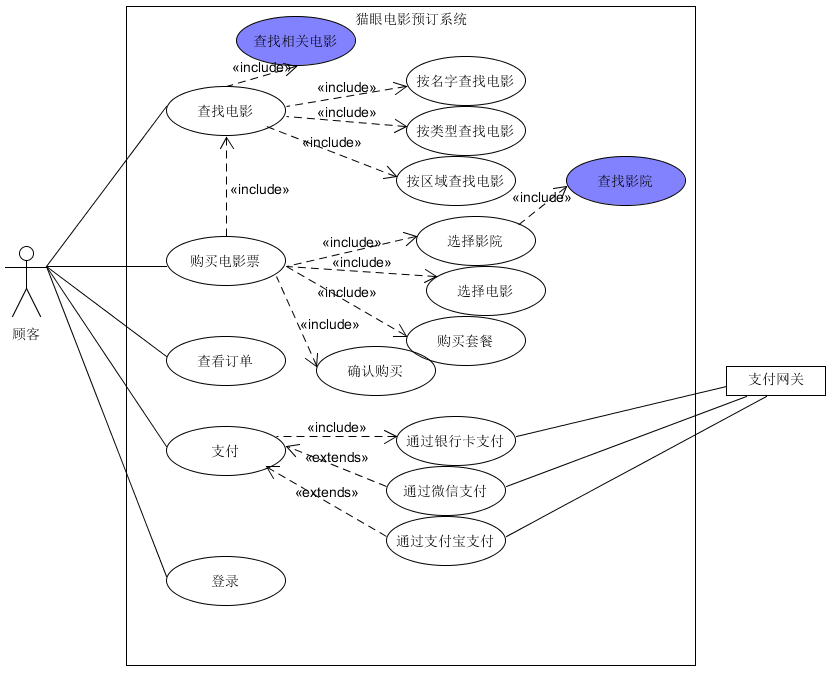 猫眼电影预订系统
查找相关电影
«include»
按名字查找电影
«include»
查找电影
«include»
按类型查找电影
«include»
按区域查找电影
查找影院
«include»
«include»
选择影院
«include»
购买电影票
«include»
选择电影
«include»
购买套餐
«include»
确认购买
顾客
查看订单
支付网关
«include»
通过银行卡支付
支付
«extends»
通过微信支付
«extends»
通过支付宝支付
登录